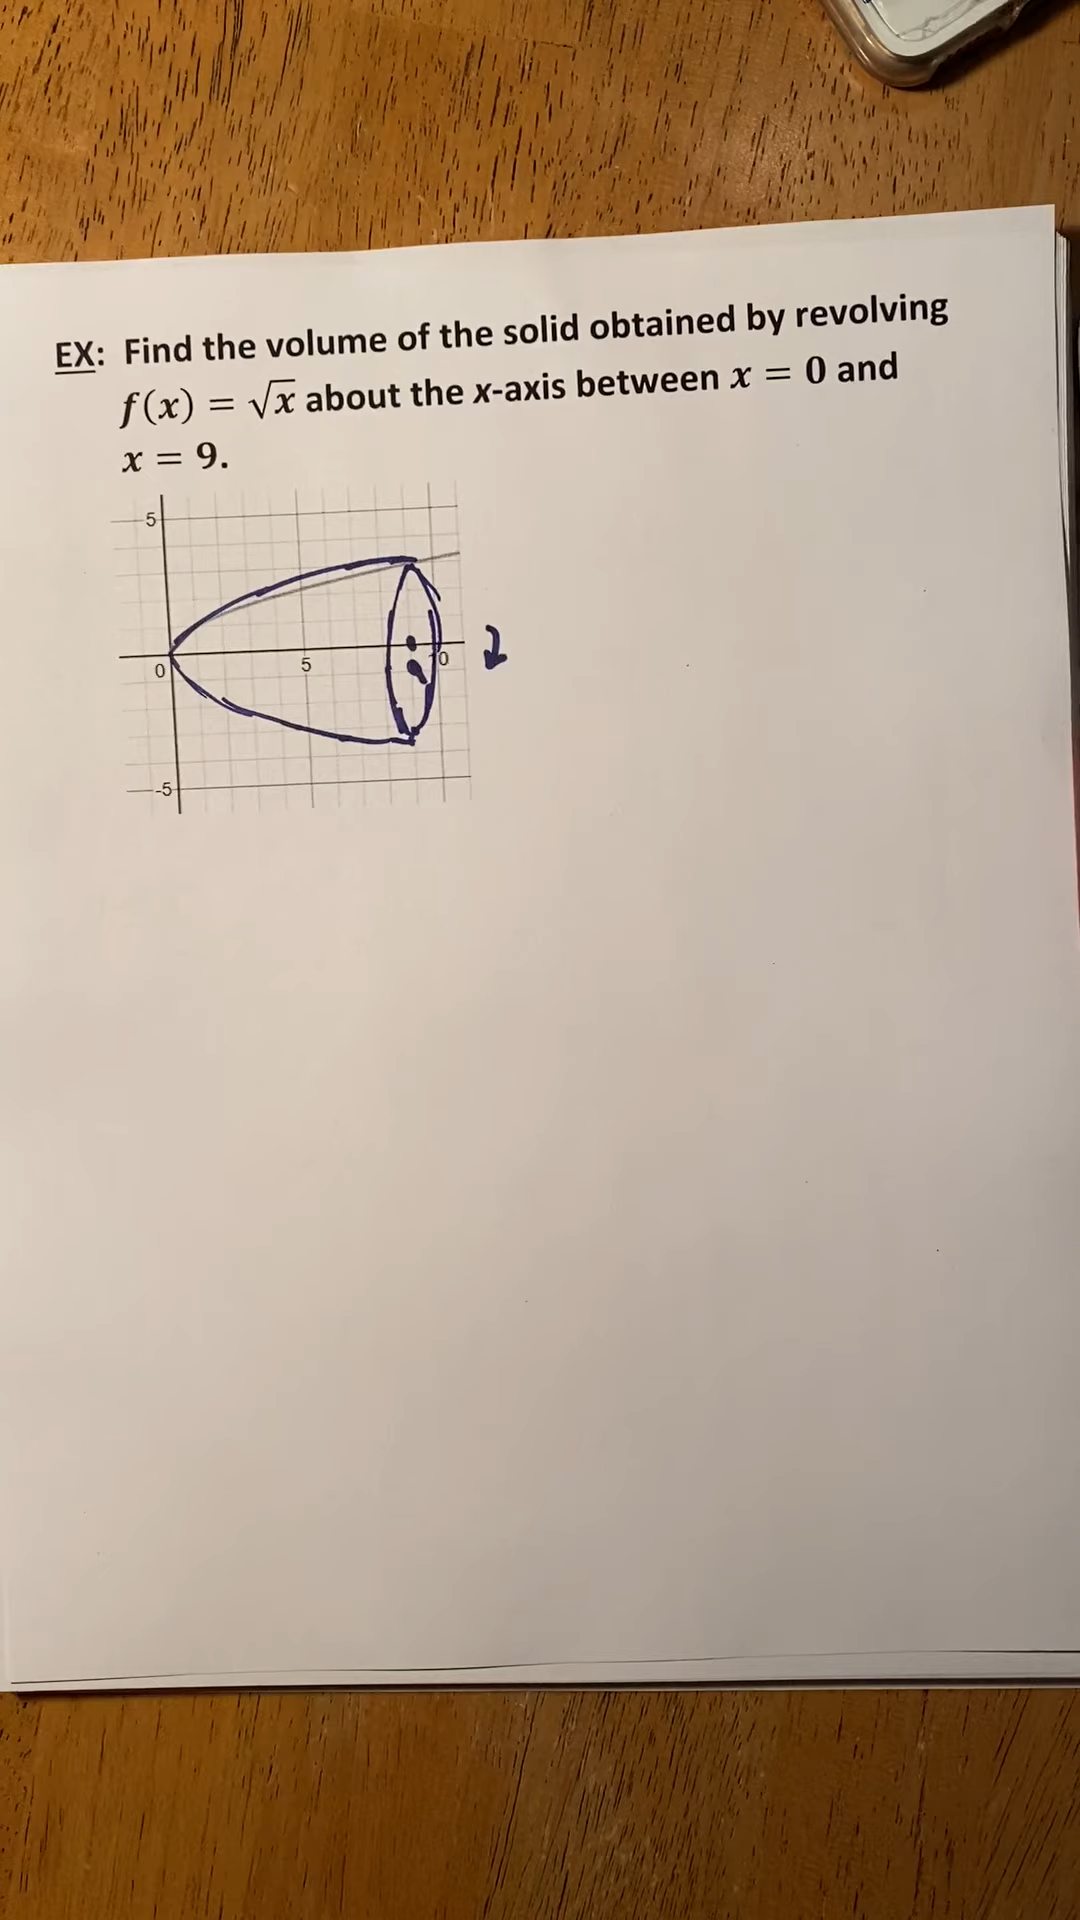 EX: Find the volume of the solid obtained by revolving
f(x) = √x about the x-axis between x = 0 and
x = 9.
5
0
5
0
-5